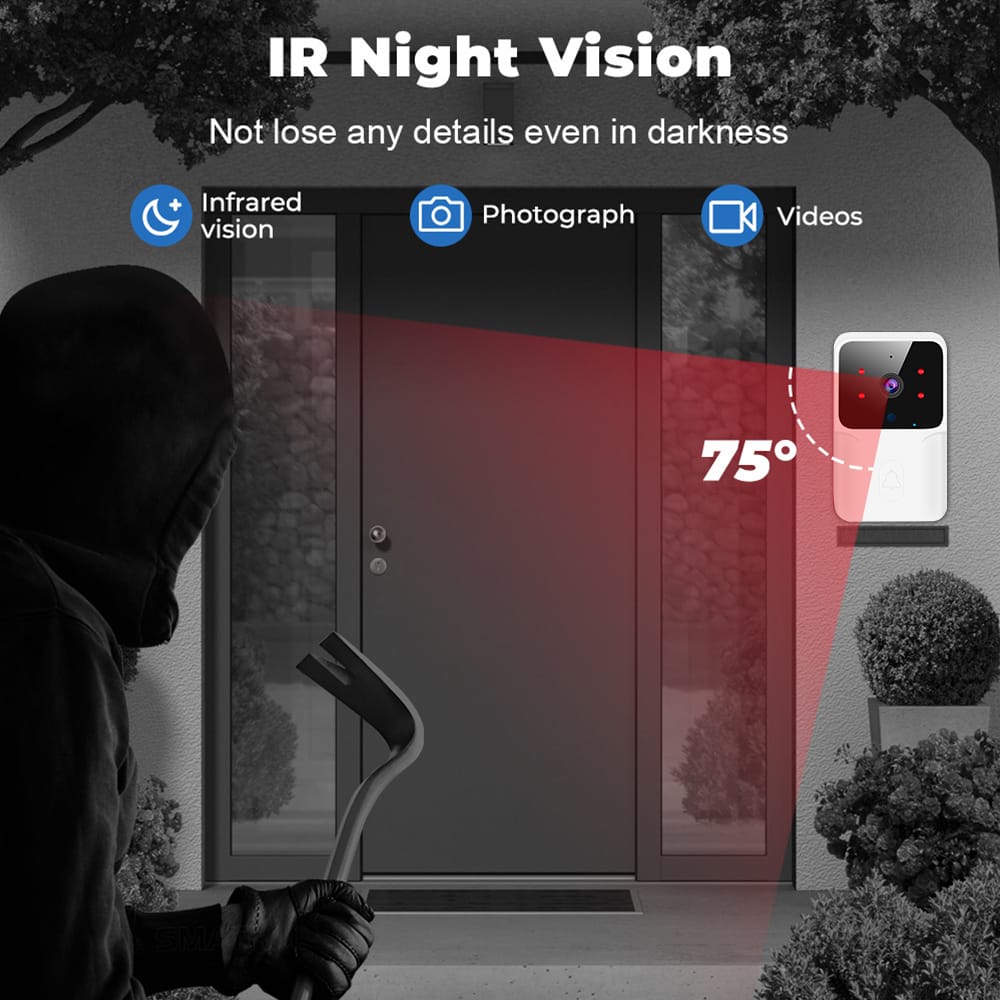 IR Night Vision
Not lose any details even in darkness
Infrared
vision
Photograph
Videos
75°